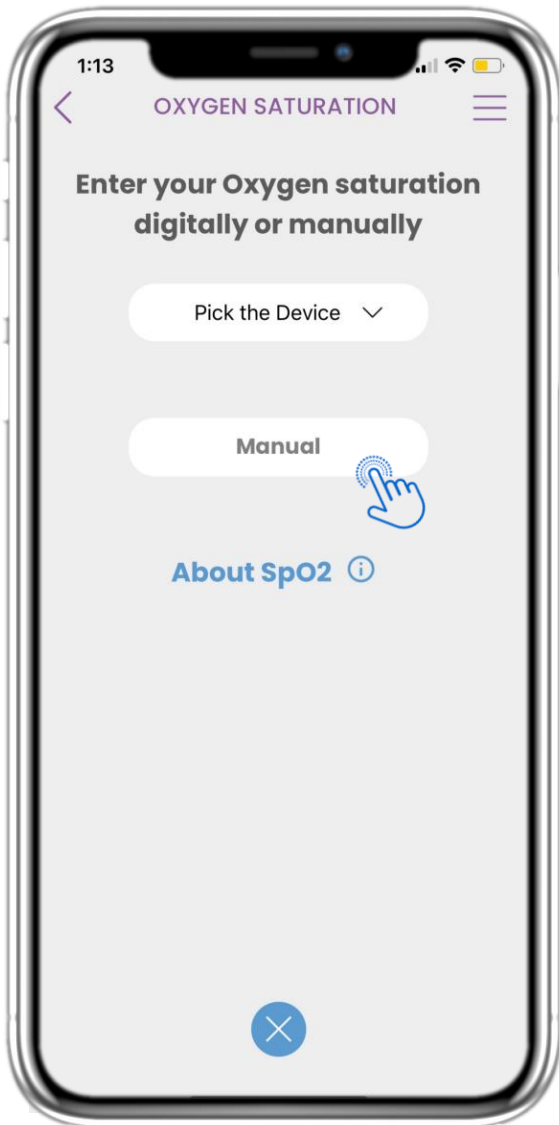 1:13
OXYGEN SATURATION
Enter your Oxygen saturation
digitally or manually
Pick the Device
Manual
About SpO2